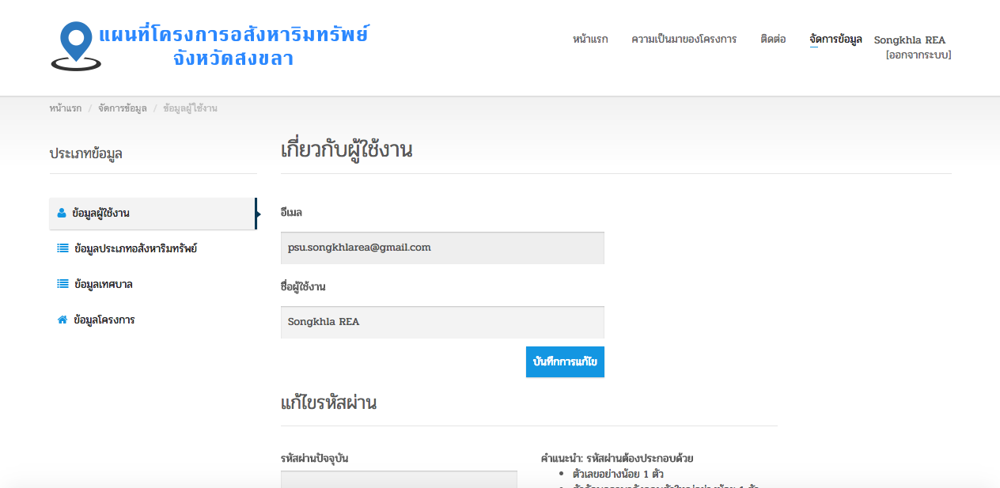 แผนที่โครงการอสังหาริมทรัพย์
จังหวัดสงขลา
หน้าแรก ความเป็นมาของโครงการ ติดต่อ จัดการข้อมูล Songkhla REA
[ออกจากระบบ]
หน้าแรก / จัดการข้อมูล / ข้อมูลผู้ใช้งาน
ประเภทข้อมูล
ข้อมูลผู้ใช้งาน
ข้อมูลประเภทอสังหาริมทรัพย์
ข้อมูลเทศบาล
ข้อมูลโครงการ
เกี่ยวกับผู้ใช้งาน
อีเมล
psu.songkhlarea@gmail.com
ชื่อผู้ใช้งาน
Songkhla REA
บันทึกการแก้ไข
แก้ไขรหัสผ่าน
รหัสผ่านปัจจุบัน
คำแนะนำ: รหัสผ่านต้องประกอบด้วย
• ตัวเลขอย่างน้อย 1 ตัว